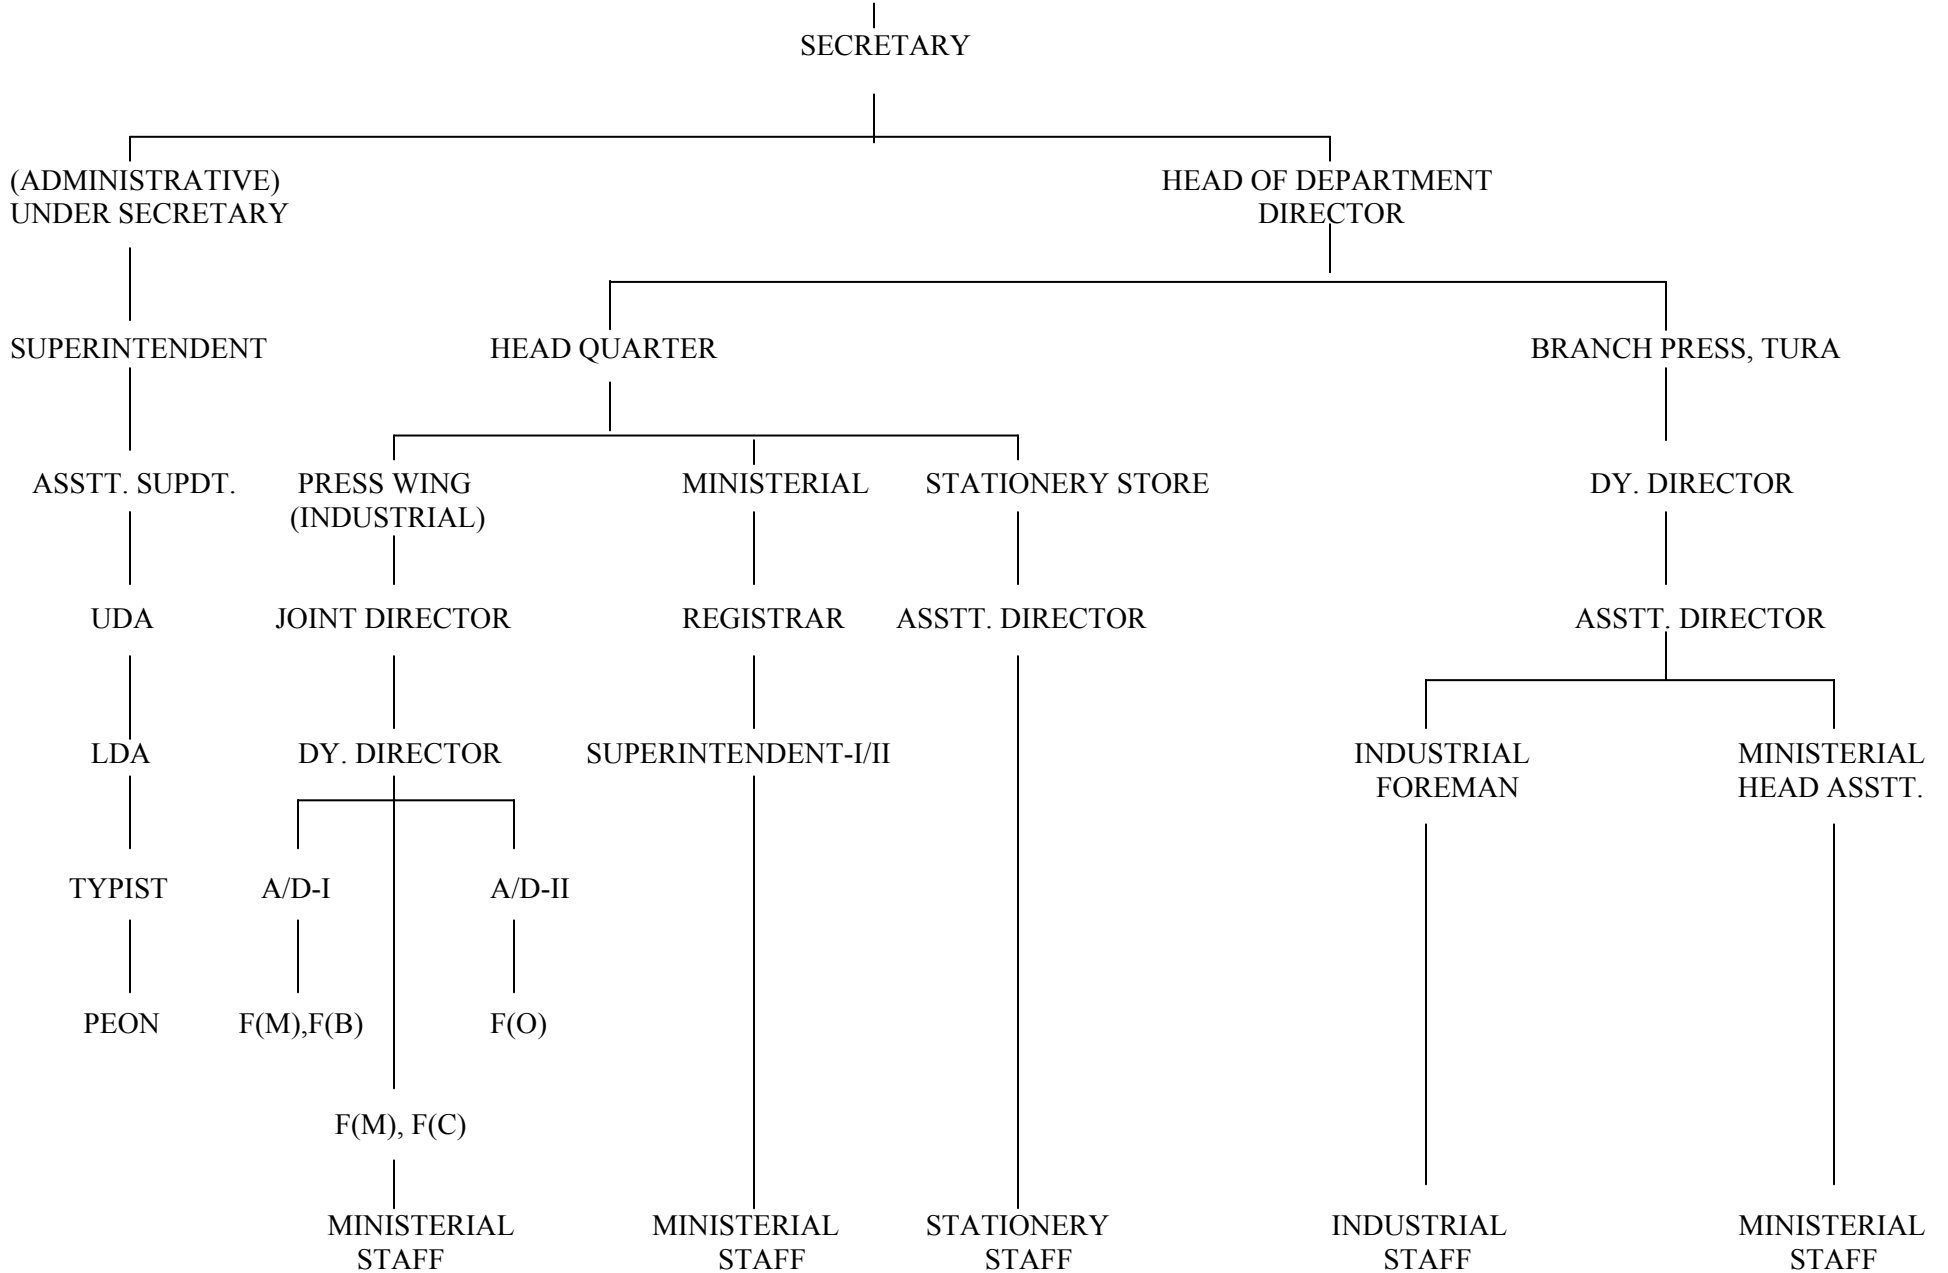 SECRETARY
(ADMINISTRATIVE)
UNDER SECRETARY
HEAD OF DEPARTMENT
DIRECTOR
SUPERINTENDENT
HEAD QUARTER
BRANCH PRESS, TURA
ASSTT. SUPDT.
PRESS WING
(INDUSTRIAL)
MINISTERIAL
STATIONERY STORE
DY. DIRECTOR
UDA
JOINT DIRECTOR
REGISTRAR
ASSTT. DIRECTOR
ASSTT. DIRECTOR
LDA
DY. DIRECTOR
SUPERINTENDENT-I/II
INDUSTRIAL
FOREMAN
MINISTERIAL
HEAD ASSTT.
TYPIST
A/D-I
A/D-II
PEON
F(M),F(B)
F(O)
F(M), F(C)
MINISTERIAL
STAFF
MINISTERIAL
STAFF
STATIONERY
STAFF
INDUSTRIAL
STAFF
MINISTERIAL
STAFF